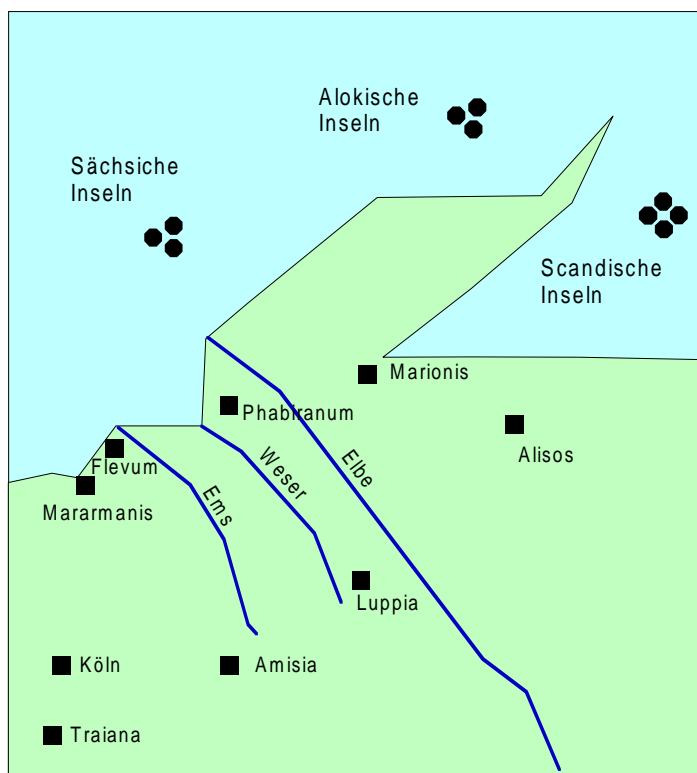 Alokische
Inseln
Sächsiche
Inseln
Scandische
Inseln
Marionis
Phabiranum
Alisos
Flevum
Elbe
Weser
Ems
Mararmanis
Luppia
Köln
Amisia
Traiana